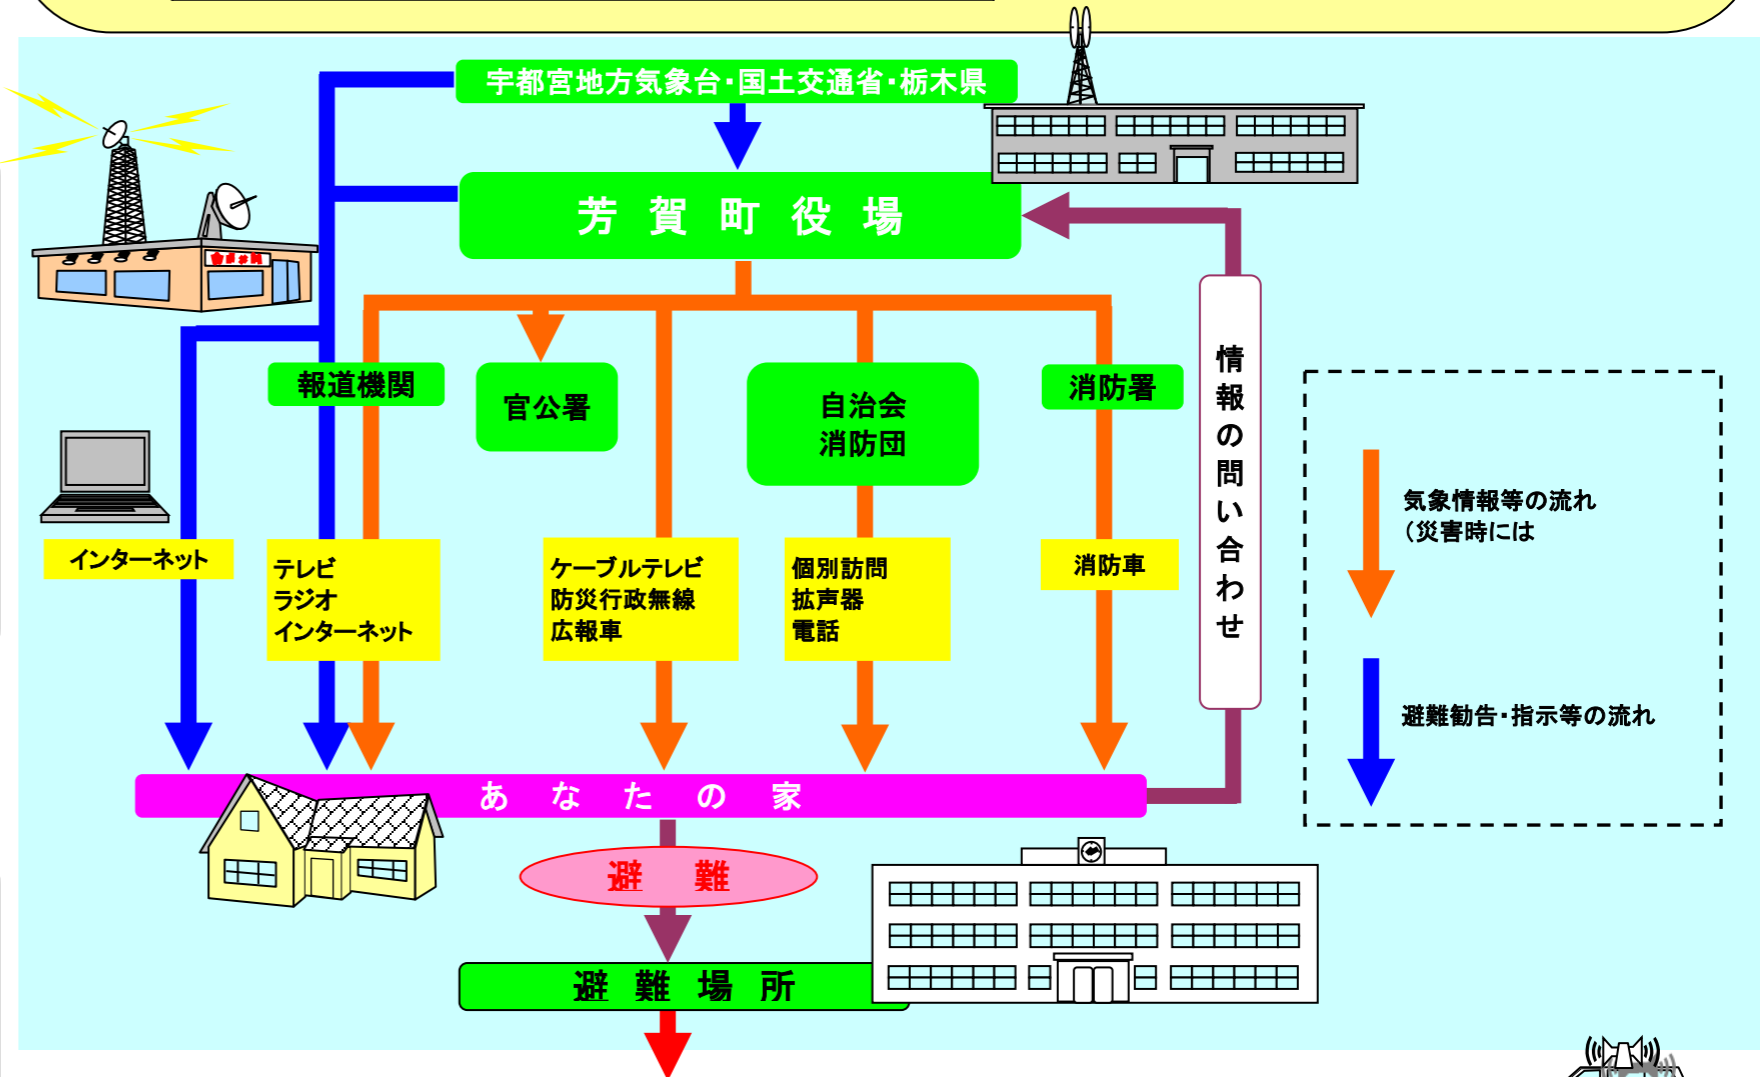 宇都宮地方気象台・国土交通省・栃木県
芳賀町役場
報道機関
官公署
自治会
消防団
消防署
情報の問い合わせ
インターネット
テレビ
ラジオ
インターネット
ケーブルテレビ
防災行政無線
広報車
個別訪問
拡声器
電話
消防車
気象情報等の流れ
(災害時には
避難勧告・指示等の流れ
あなたの家
避難
避難場所